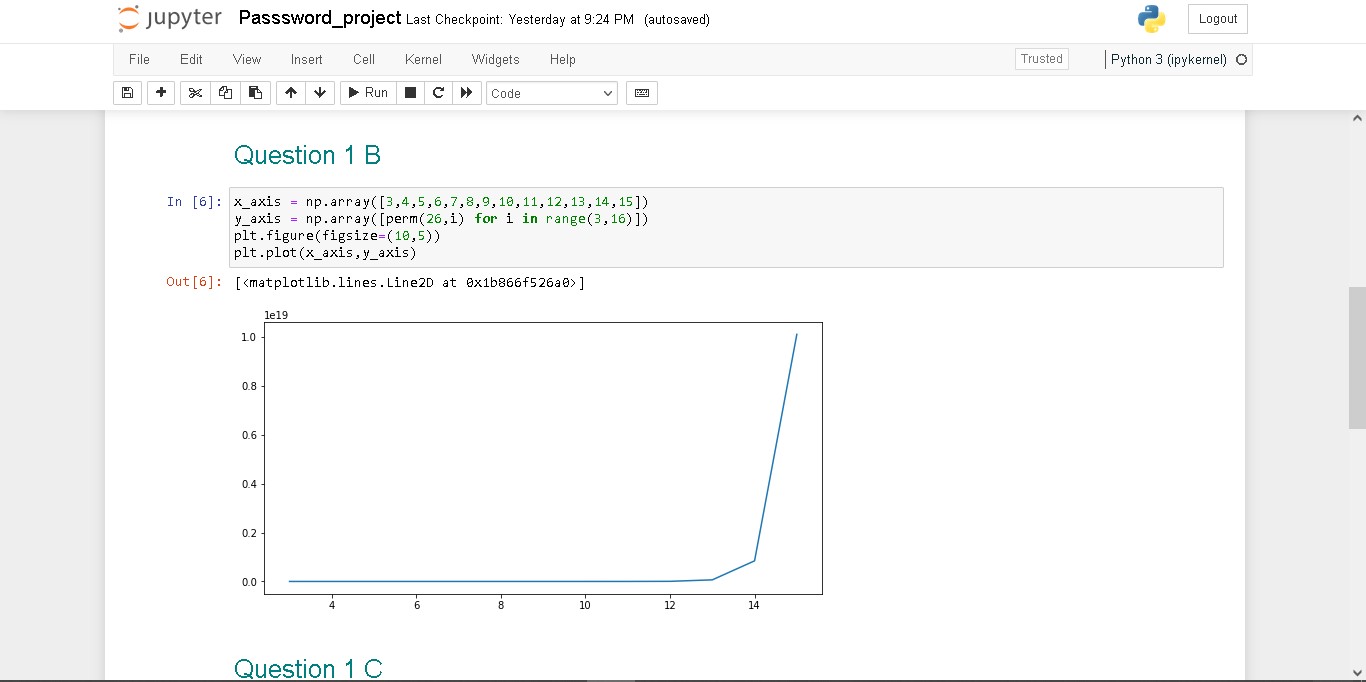 jupyter Passsword_project Last Checkpoint: Yesterday at 9:24 PM (autosaved) Logout
File Edit View Insert Cell Kernel Widgets Help Trusted Python 3 (ipykernel)
Run Code
Question 1 B
In [6]: x_axis = np.array([3,4,5,6,7,8,9,10,11,12,13,14,15])
y_axis = np.array([perm(26,i) for i in range(3,16)])
plt.figure(figsize=(10,5))
plt.plot(x_axis,y_axis)
Out[6]: [<matplotlib.lines.Line2D at 0x1b866f526a0>]
1e19
1.0
0.8
0.6
0.4
0.2
0.0
4 6 8 10 12 14
Question 1 C